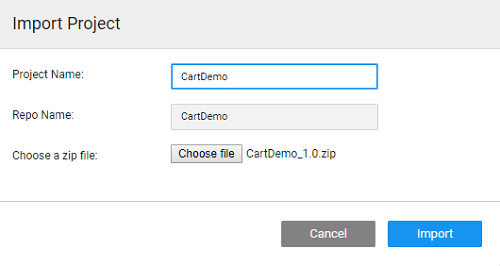 Import Project
Project Name: CartDemo
Repo Name: CartDemo
Choose a zip file: Choose file CartDemo_1.0.zip
Cancel Import